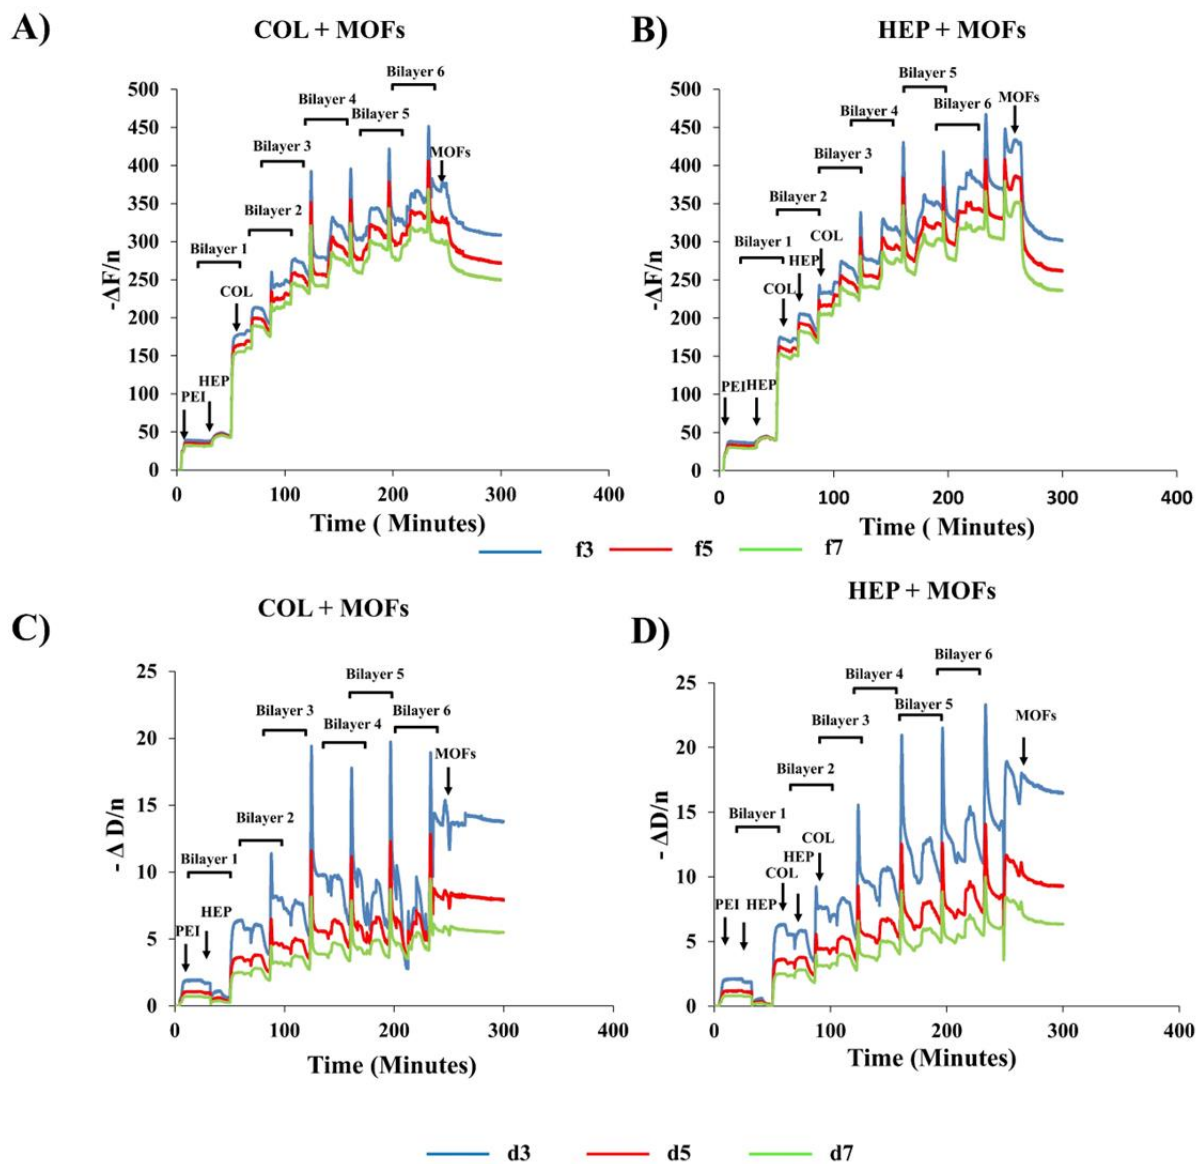 A)
COL + MOFs
-ΔF/n
500
450
400
350
300
250
200
150
100
50
0
0
100
200
300
400
Time ( Minutes)
PEI
HEP
COL
Bilayer 1
Bilayer 2
Bilayer 3
Bilayer 4
Bilayer 5
Bilayer 6
MOFs
B)
HEP + MOFs
-ΔF/n
500
450
400
350
300
250
200
150
100
50
0
0
100
200
300
400
Time ( Minutes)
PEI
HEP
COL
HEP
COL
Bilayer 1
Bilayer 2
Bilayer 3
Bilayer 4
Bilayer 5
Bilayer 6
MOFs
f3 f5 f7
C)
COL + MOFs
- Δ D/n
25
20
15
10
5
0
0
100
200
300
400
Time (Minutes)
PEI
HEP
Bilayer 1
Bilayer 2
Bilayer 3
Bilayer 4
Bilayer 5
Bilayer 6
MOFs
D)
HEP + MOFs
- ΔD/n
25
20
15
10
5
0
0
100
200
300
400
Time (Minutes)
PEI
HEP
COL
HEP
COL
Bilayer 1
Bilayer 2
Bilayer 3
Bilayer 4
Bilayer 5
Bilayer 6
MOFs
d3 d5 d7